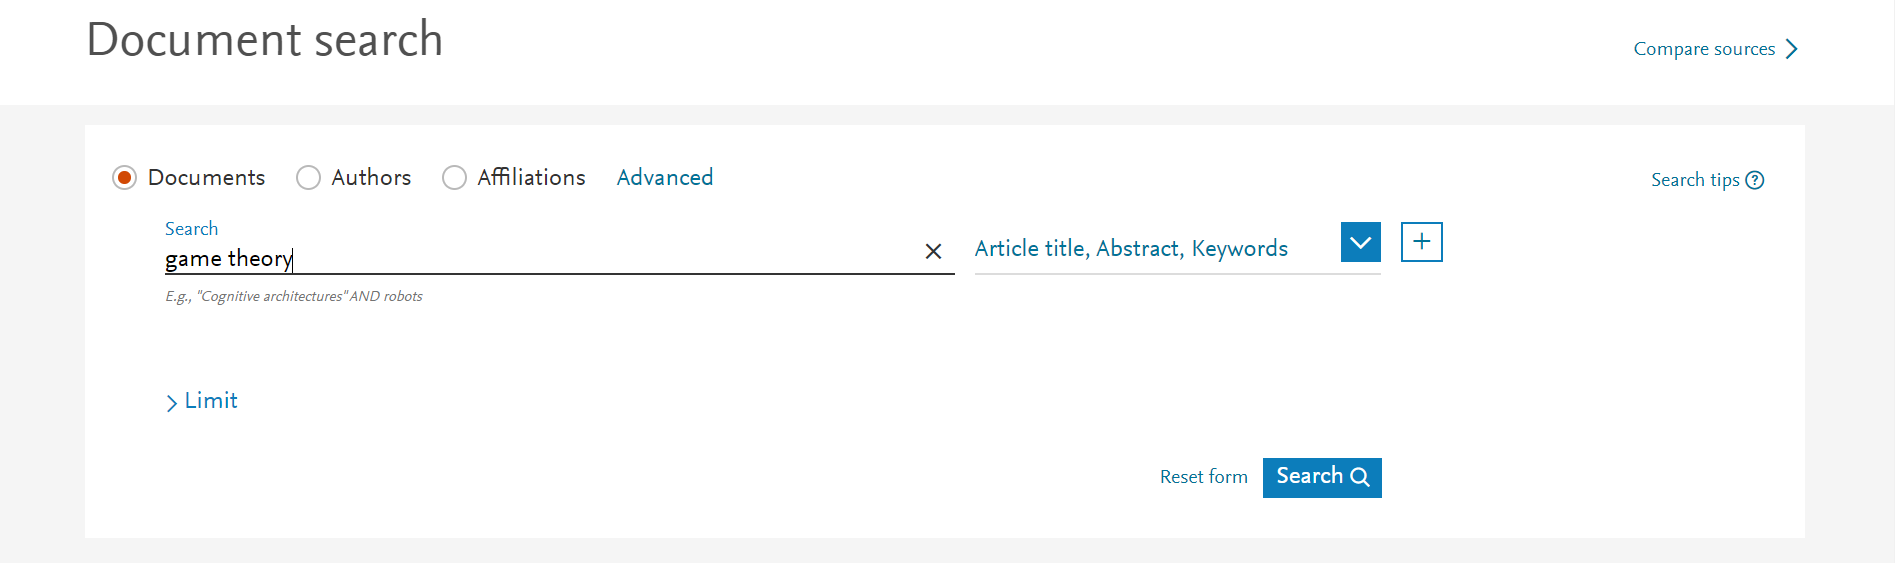 Document search
Compare sources
Documents Authors Affiliations Advanced
Search tips
Search
game theory
Article title, Abstract, Keywords
E.g., "Cognitive architectures" AND robots
Limit
Reset form
Search